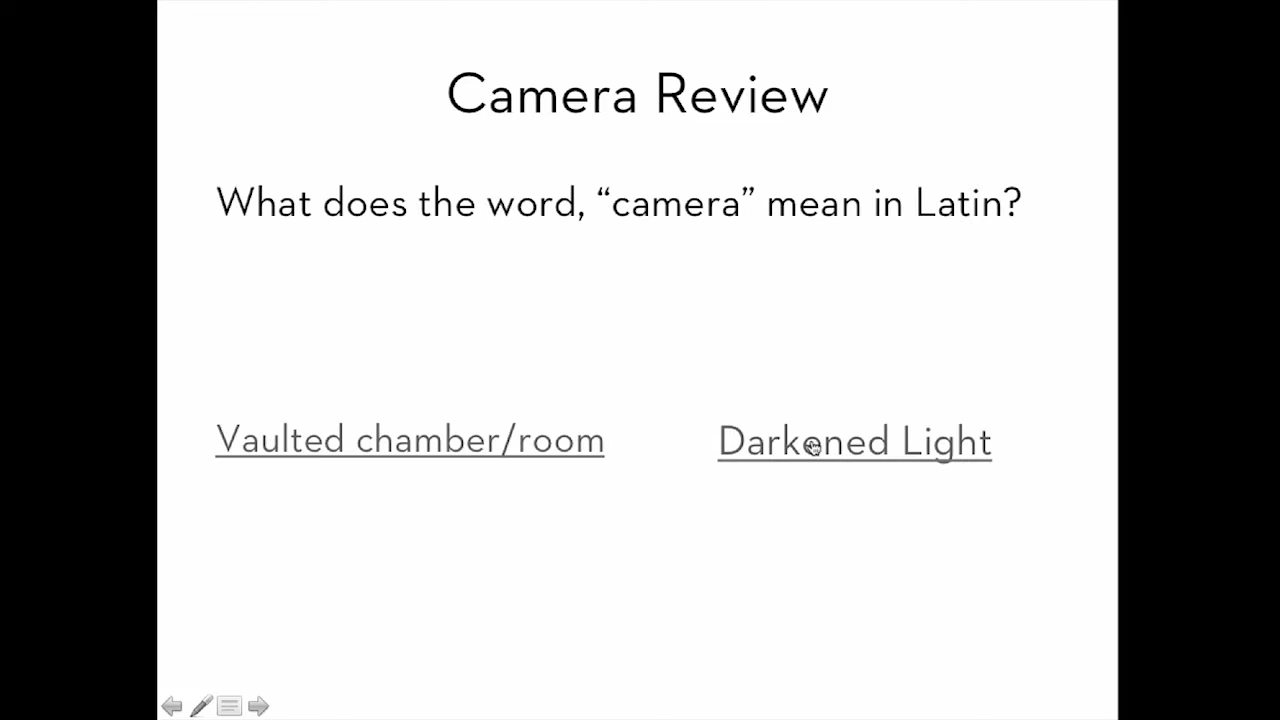 Camera Review
What does the word, “camera” mean in Latin?
Vaulted chamber/room
Darkened Light